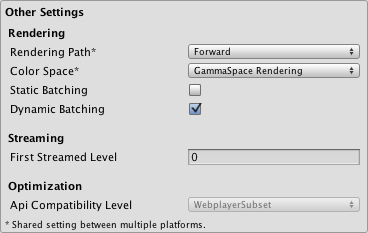 Other Settings
Rendering
Rendering Path* Forward
Color Space* GammaSpace Rendering
Static Batching
Dynamic Batching
Streaming
First Streamed Level 0
Optimization
Api Compatibility Level WebplayerSubset
* Shared setting between multiple platforms.